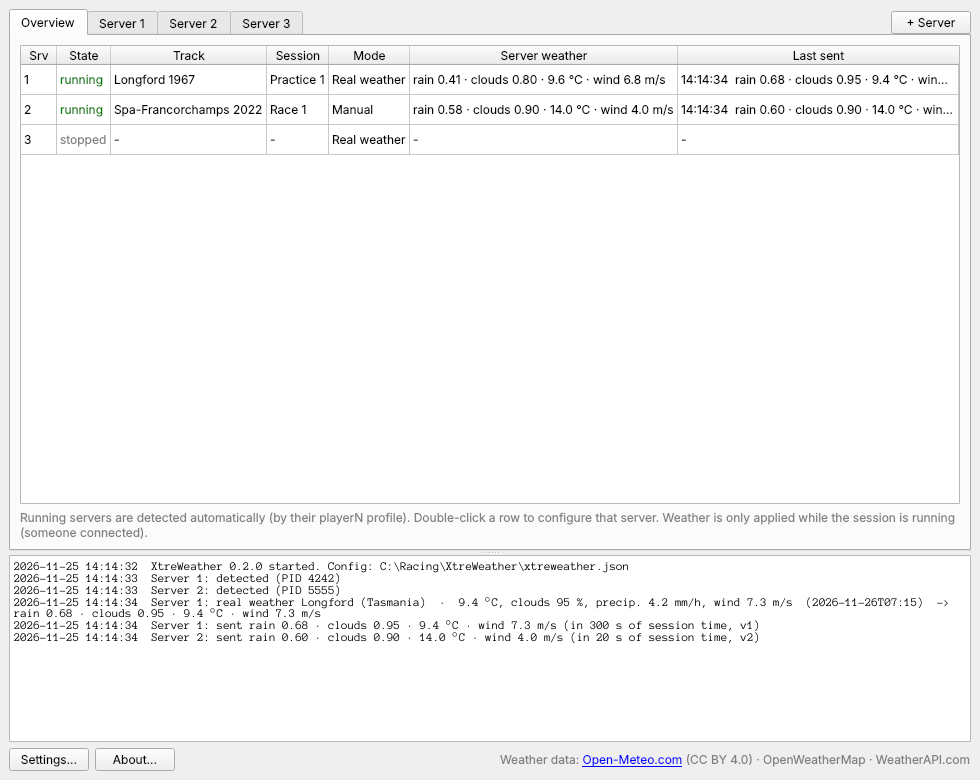 Overview Server 1 Server 2 Server 3 + Server
Srv State Track Session Mode Server weather Last sent
1 running Longford 1967 Practice 1 Real weather rain 0.41 · clouds 0.80 · 9.6 °C · wind 6.8 m/s 14:14:34 rain 0.68 · clouds 0.95 · 9.4 °C · win...
2 running Spa-Francorchamps 2022 Race 1 Manual rain 0.58 · clouds 0.90 · 14.0 °C · wind 4.0 m/s 14:14:34 rain 0.60 · clouds 0.90 · 14.0 °C · win...
3 stopped - - Real weather - -
Running servers are detected automatically (by their playerN profile). Double-click a row to configure that server. Weather is only applied while the session is running
(someone connected).
2026-11-25 14:14:32 XtreWeather 0.2.0 started. Config: C:\Racing\XtreWeather\xtreweather.json
2026-11-25 14:14:33 Server 1: detected (PID 4242)
2026-11-25 14:14:33 Server 2: detected (PID 5555)
2026-11-25 14:14:34 Server 1: real weather Longford (Tasmania) · 9.4 °C, clouds 95 %, precip. 4.2 mm/h, wind 7.3 m/s (2026-11-26T07:15) ->
rain 0.68 · clouds 0.95 · 9.4 °C · wind 7.3 m/s
2026-11-25 14:14:34 Server 1: sent rain 0.68 · clouds 0.95 · 9.4 °C · wind 7.3 m/s (in 300 s of session time, v1)
2026-11-25 14:14:34 Server 2: sent rain 0.60 · clouds 0.90 · 14.0 °C · wind 4.0 m/s (in 20 s of session time, v2)
Settings... About... Weather data: Open-Meteo.com (CC BY 4.0) · OpenWeatherMap · WeatherAPI.com